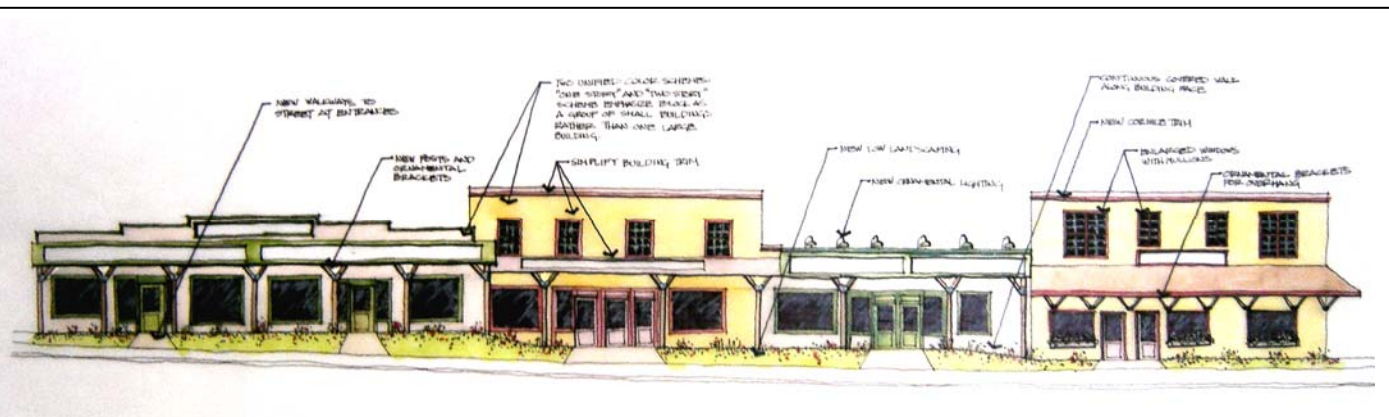 NEW WALKWAYS TO
STREET AT ENTRANCES
NEW POSTS AND
ORNAMENTAL
BRACKETS
TWO UNIFIED COLOR SCHEMES
"ONE STORY" AND "TWO STORY"
SCHEME EMPHASIZE BLOCK AS
A GROUP OF SMALL BUILDINGS
RATHER THAN ONE LARGE
BUILDING.
SIMPLIFY BUILDING TRIM
NEW LOW LANDSCAPING
NEW ORNAMENTAL LIGHTING
CONTINUOUS COVERED WALK
ALONG BUILDING FACE
NEW CORNICE TRIM
ENLARGED WINDOWS
WITH MULLIONS
ORNAMENTAL BRACKETS
FOR OVERHANG